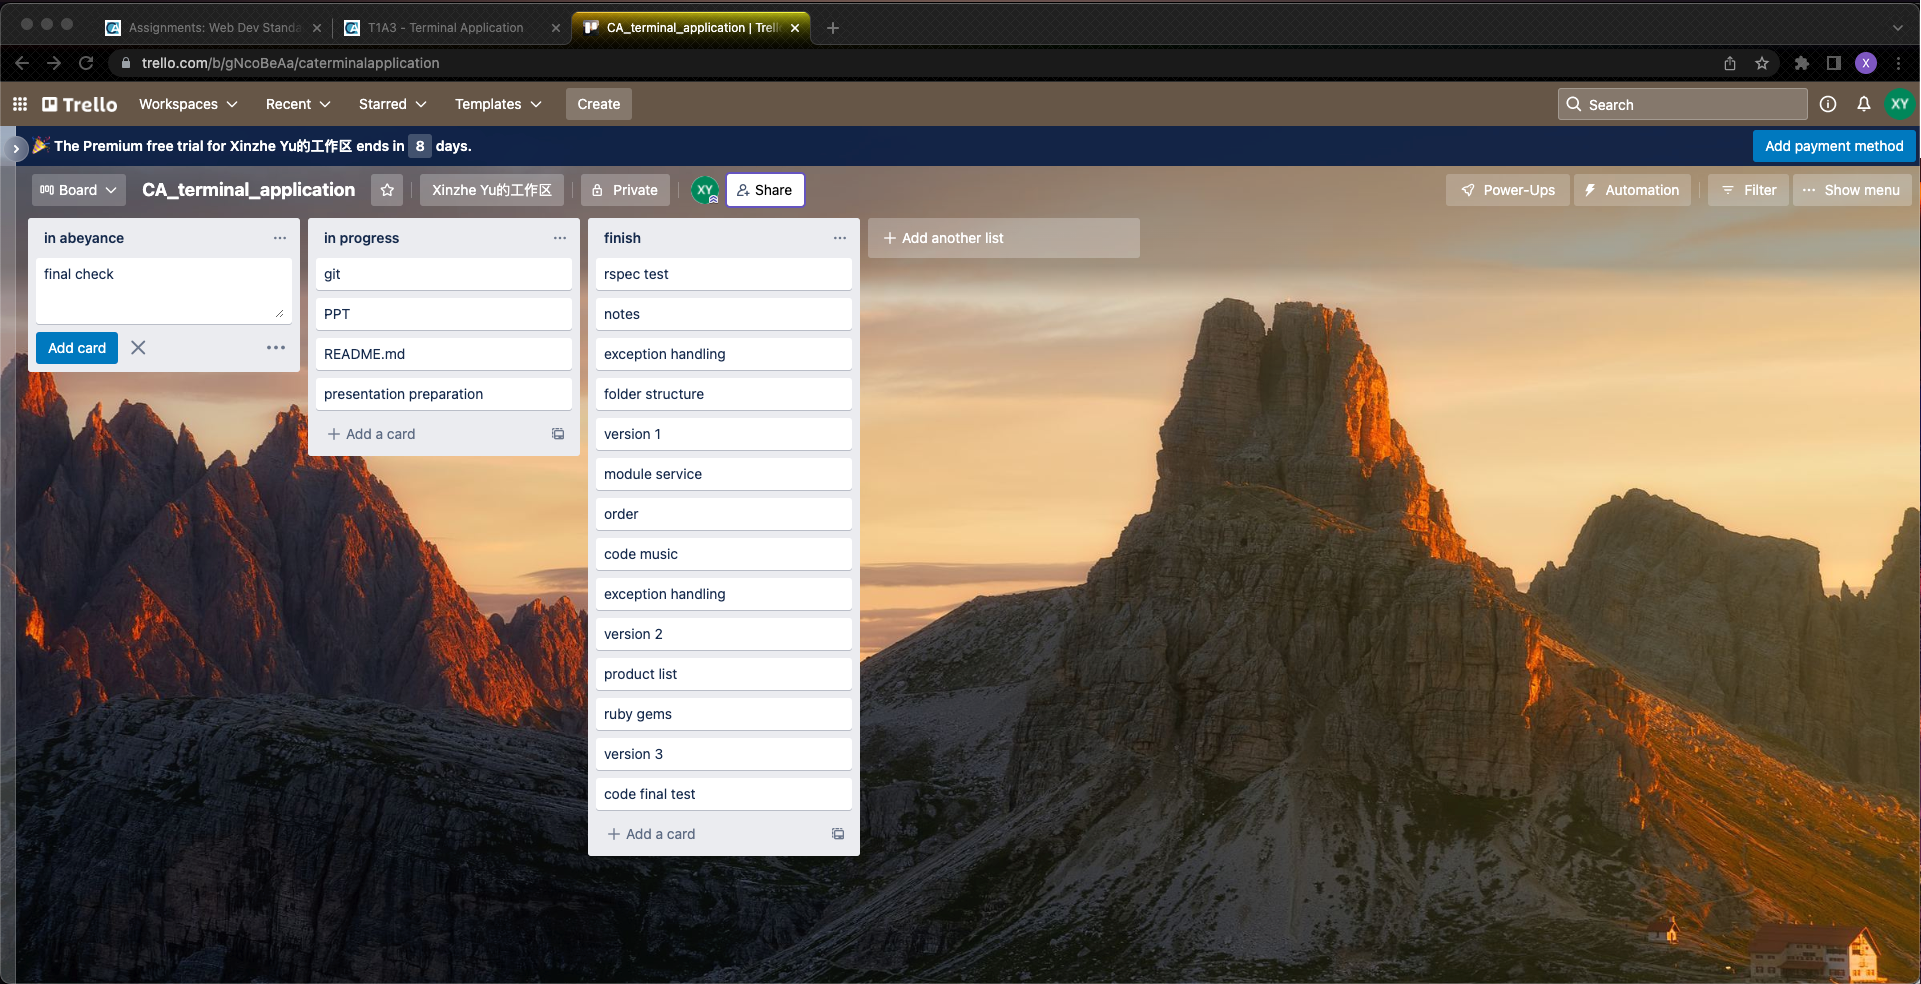 Assignments: Web Dev Standa
T1A3 - Terminal Application
CA_terminal_application | Trell
trello.com/b/gNcoBeAa/caterminalapplication
X
Trello
Workspaces
Recent
Starred
Templates
Create
Search
XY
The Premium free trial for Xinzhe Yu的工作区 ends in 8 days.
Add payment method
Board
CA_terminal_application
Xinzhe Yu的工作区
Private
XY
Share
Power-Ups
Automation
Filter
Show menu
in abeyance
final check
Add card
in progress
git
PPT
README.md
presentation preparation
Add a card
finish
rspec test
notes
exception handling
folder structure
version 1
module service
order
code music
exception handling
version 2
product list
ruby gems
version 3
code final test
Add a card
Add another list